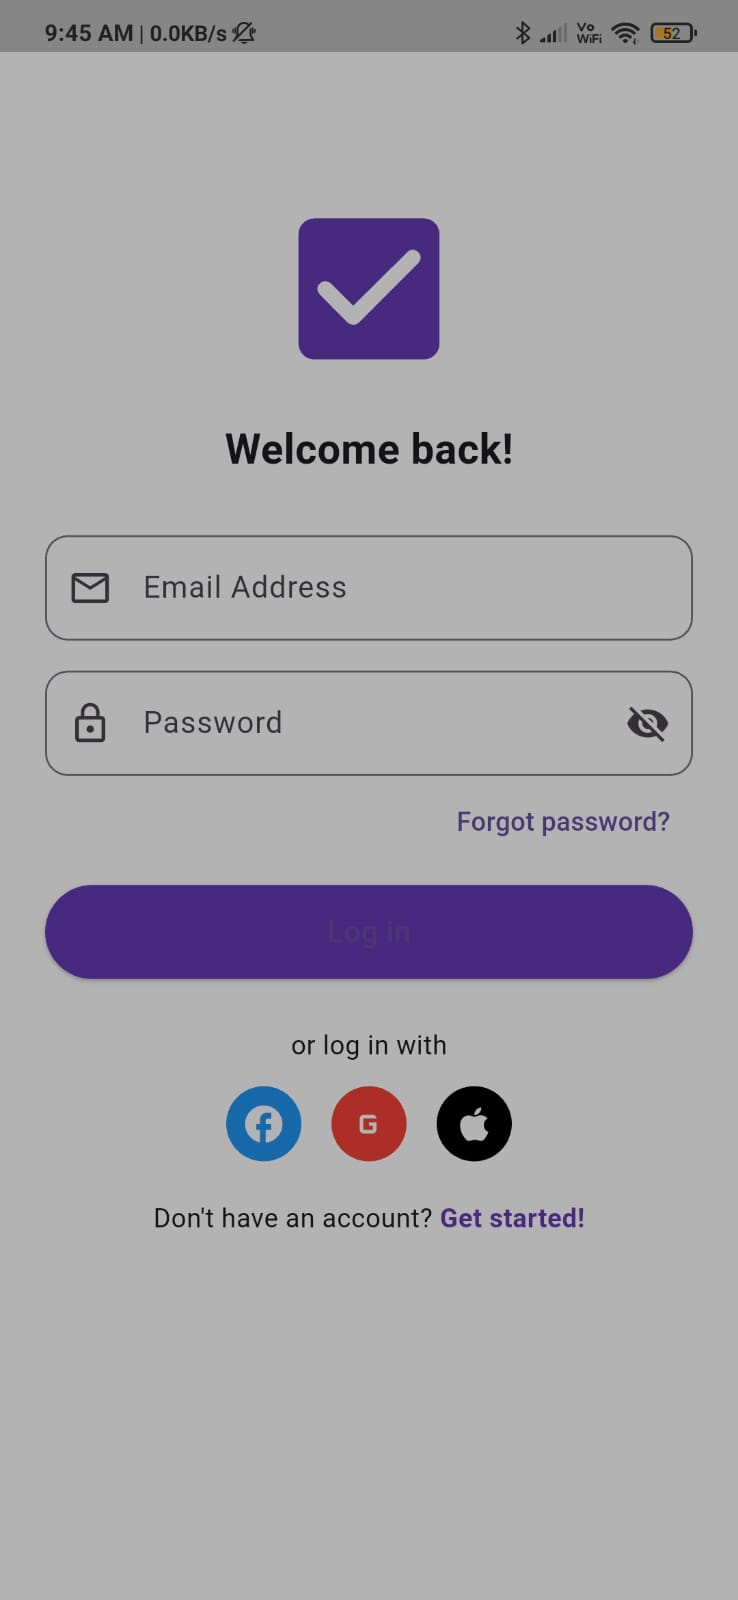 9:45 AM | 0.0KB/s
Vo
WiFi
52
Welcome back!
Email Address
Password
Forgot password?
Log in
or log in with
G
Don't have an account? Get started!